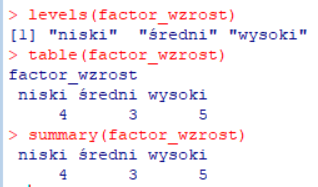 > levels(factor_wzrost)
[1] "niski"  "średni" "wysoki"
> table(factor_wzrost)
factor_wzrost
 niski średni wysoki
     4      3      5
> summary(factor_wzrost)
 niski średni wysoki
     4      3      5